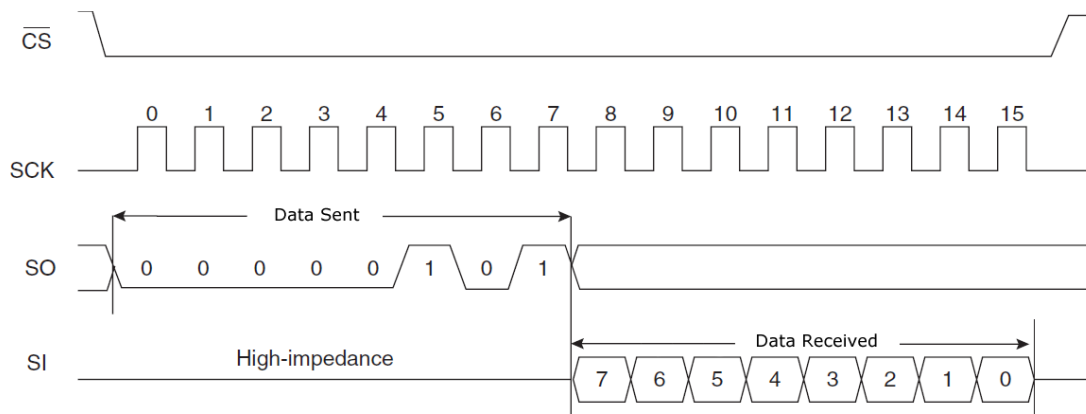 CS
0 1 2 3 4 5 6 7 8 9 10 11 12 13 14 15
SCK
Data Sent
SO 0 0 0 0 0 1 0 1
Data Received
SI High-impedance 7 6 5 4 3 2 1 0